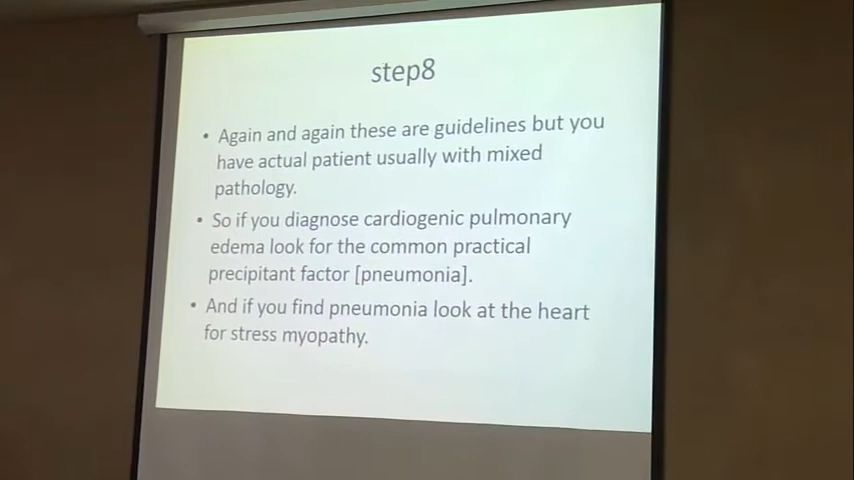 step8
• Again and again these are guidelines but you
have actual patient usually with mixed
pathology.
• So if you diagnose cardiogenic pulmonary
edema look for the common practical
precipitant factor [pneumonia].
• And if you find pneumonia look at the heart
for stress myopathy.